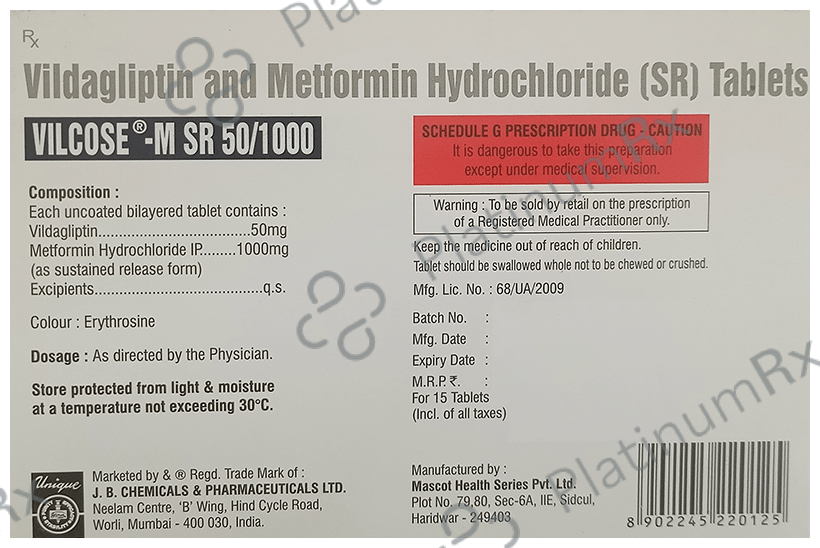 Rx
Vildagliptin and Metformin Hydrochloride (SR) Tablets
VILCOSE®-M SR 50/1000
Composition :
Each uncoated bilayered tablet contains :
Vildagliptin...................................50mg
Metformin Hydrochloride IP.........1000mg
(as sustained release form)
Excipients.......................................q.s.
Colour : Erythrosine
Dosage : As directed by the Physician.
Store protected from light & moisture
at a temperature not exceeding 30°C.
Unique
Marketed by & ® Regd. Trade Mark of :
J. B. CHEMICALS & PHARMACEUTICALS LTD.
Neelam Centre, 'B' Wing, Hind Cycle Road,
Worli, Mumbai - 400 030, India.
SCHEDULE G PRESCRIPTION DRUG - CAUTION
It is dangerous to take this preparation
except under medical supervision.
Warning : To be sold by retail on the prescription
of a Registered Medical Practitioner only.
Keep the medicine out of reach of children.
Tablet should be swallowed whole not to be chewed or crushed.
Mfg. Lic. No. : 68/UA/2009
Batch No. :
Mfg. Date :
Expiry Date :
M.R.P. ₹. :
For 15 Tablets
(Incl. of all taxes)
Manufactured by :
Mascot Health Series Pvt. Ltd.
Plot No. 79,80, Sec-6A, IIE, Sidcul,
Haridwar - 249403
8 902245 220125
PlatinumRx
PlatinumRx
PlatinumRx
Rx